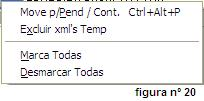 Move p/Pend / Cont. Ctrl+Alt+P
Excluir xml's Temp
Marca Todas
Desmarcar Todas
figura nº 20